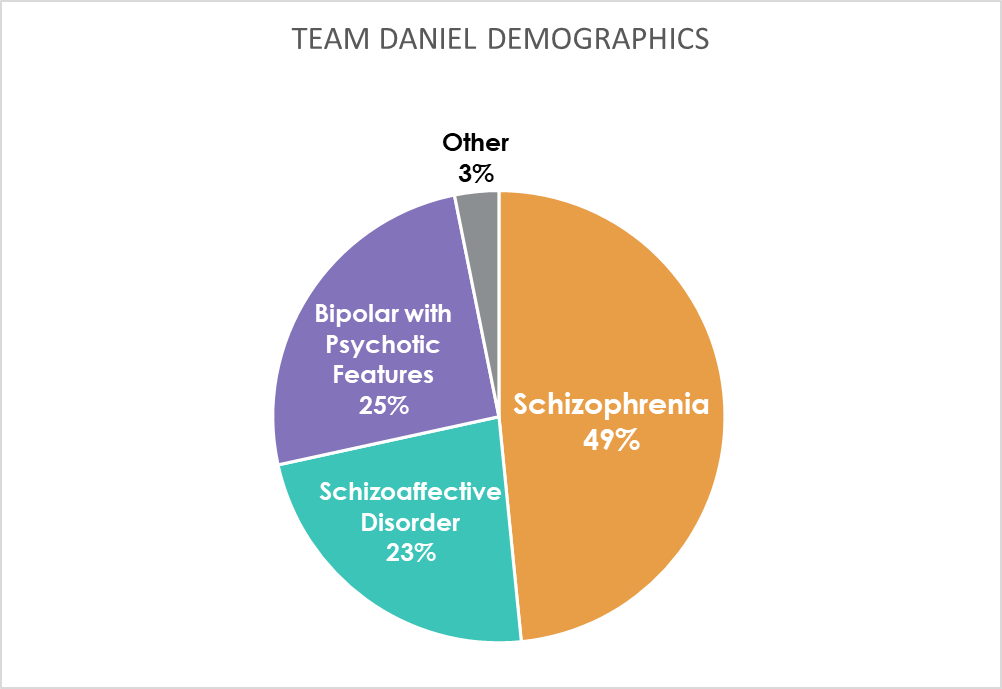 TEAM DANIEL DEMOGRAPHICS
Other
3%
Bipolar with
Psychotic
Features
25%
Schizophrenia
49%
Schizoaffective
Disorder
23%